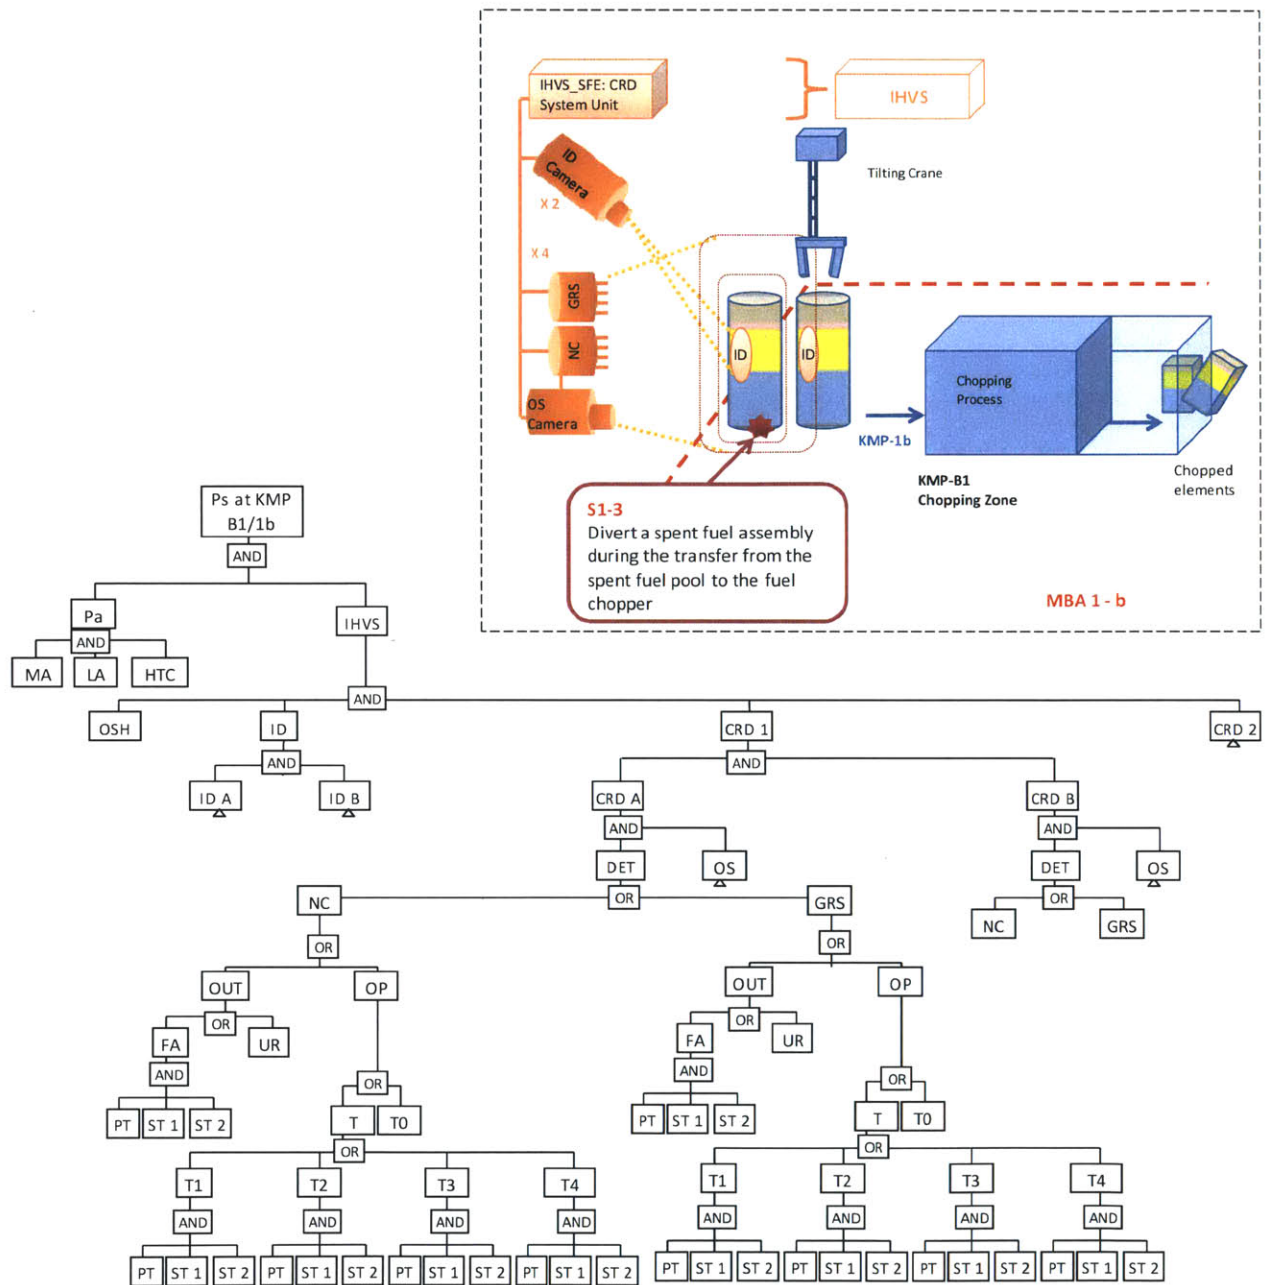 IHVS_SFE: CRD
System Unit
IHVS
ID
Camera
X 2
Tilting Crane
X 4
GRS
NC
ID
ID
OS
Camera
Chopping
Process
KMP-1b
KMP-B1
Chopping Zone
Chopped
elements
S1-3
Divert a spent fuel assembly
during the transfer from the
spent fuel pool to the fuel
chopper
MBA 1 - b
Ps at KMP
B1/1b
AND
Pa
IHVS
AND
MA LA HTC
AND
OSH ID CRD 1 CRD 2
AND AND
ID A ID B CRD A CRD B
AND AND
DET OS DET OS
NC OR GRS NC OR GRS
OR OR
OUT OP OUT OP
OR OR
FA UR FA UR
AND AND
OR OR
PT ST 1 ST 2 T T0 PT ST 1 ST 2 T T0
OR OR
T1 T2 T3 T4 T1 T2 T3 T4
AND AND AND AND AND AND AND AND
PT ST 1 ST 2 PT ST 1 ST 2 PT ST 1 ST 2 PT ST 1 ST 2 PT ST 1 ST 2 PT ST 1 ST 2 PT ST 1 ST 2 PT ST 1 ST 2